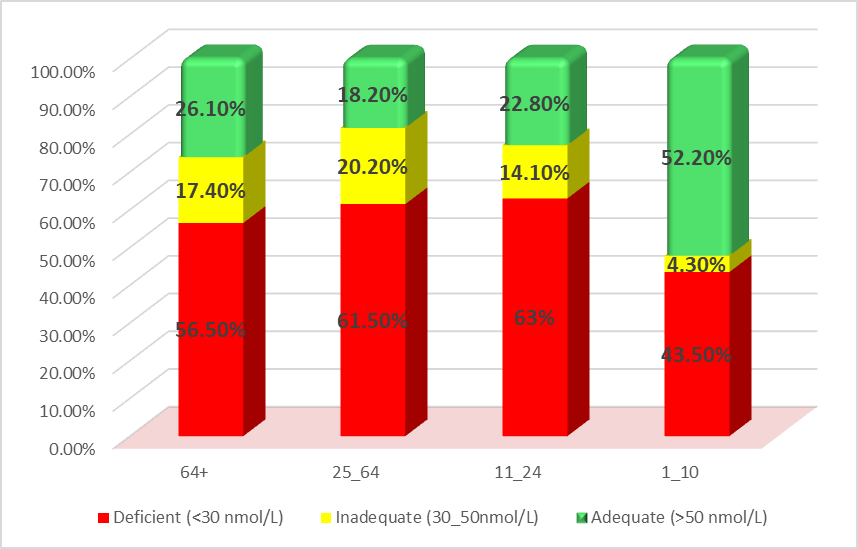 100.00%
90.00%
80.00%
70.00%
60.00%
50.00%
40.00%
30.00%
20.00%
10.00%
0.00%
26.10% 18.20% 22.80% 52.20%
17.40% 20.20% 14.10% 4.30%
56.50% 61.50% 63% 43.50%
64+ 25_64 11_24 1_10
Deficient (<30 nmol/L) Inadequate (30_50nmol/L) Adequate (>50 nmol/L)